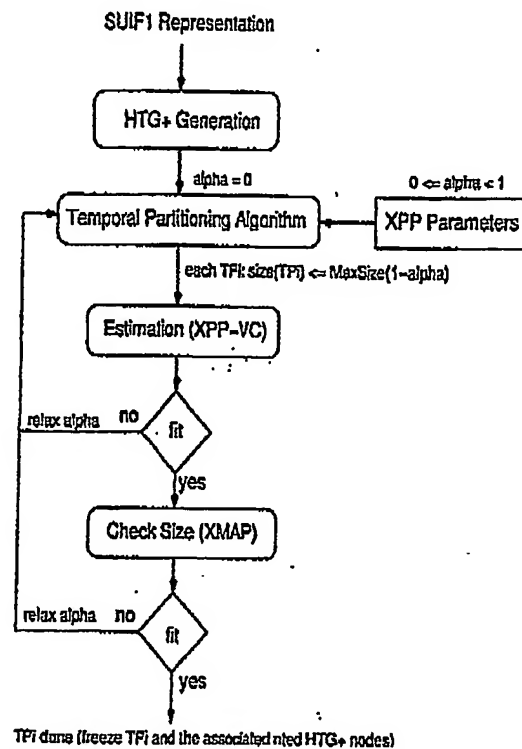 SUIF1 Representation
HTG+ Generation
alpha = 0
0 <= alpha < 1
Temporal Partitioning Algorithm
XPP Parameters
each TPi: size(TPi) <= MaxSize(1-alpha)
Estimation (XPP-VC)
relax alpha
no
fit
yes
Check Size (XMAP)
relax alpha
no
fit
yes
TPi done (freeze TPi and the associated HTG+ nodes)